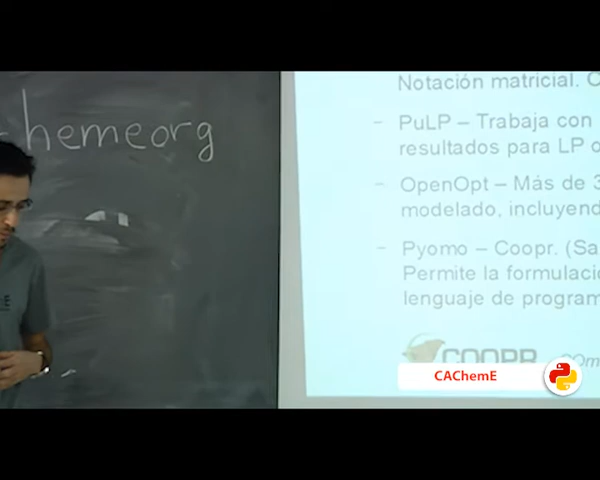 hemeorg
Notación matricial.
– PuLP – Trabaja con
resultados para LP
– OpenOpt – Más de 3
modelado, incluyend
– Pyomo – Coopr. (Sa
Permite la formulaci
lenguaje de program
COOPR
CAChemE